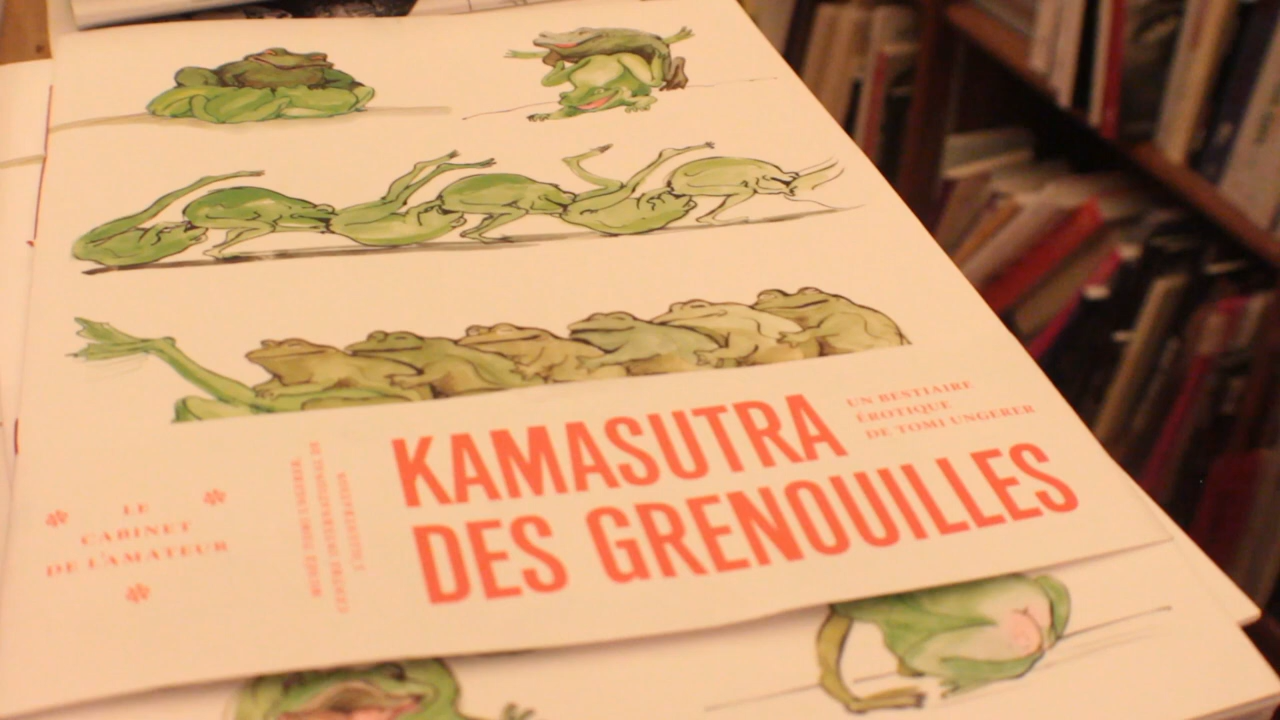 KAMASUTRA
DES GRENOUILLES
UN BESTIAIRE
ÉROTIQUE
DE TOMI UNGERER
LE
CABINET
DE L'AMATEUR